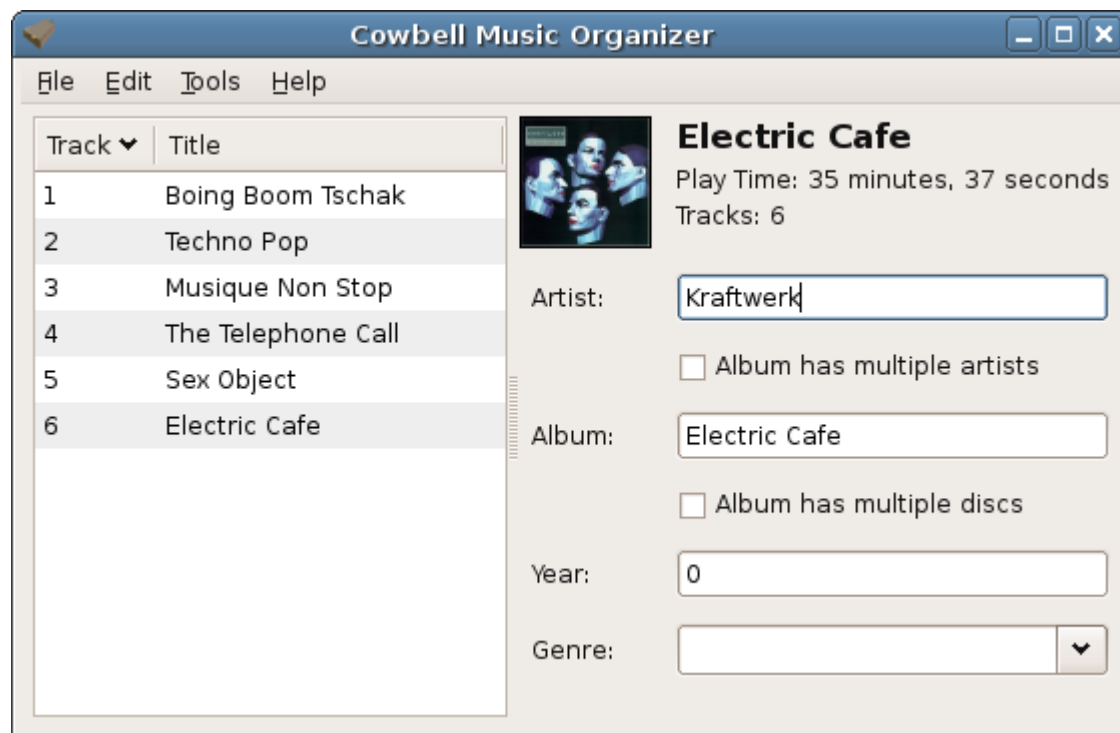 Cowbell Music Organizer
File Edit Tools Help
Track Title
1 Boing Boom Tschak
2 Techno Pop
3 Musique Non Stop
4 The Telephone Call
5 Sex Object
6 Electric Cafe
Electric Cafe
Play Time: 35 minutes, 37 seconds
Tracks: 6
Artist: Kraftwerk
Album has multiple artists
Album: Electric Cafe
Album has multiple discs
Year: 0
Genre: